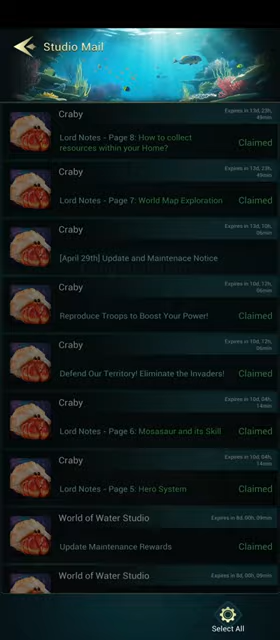 Studio Mail
Craby
Expires in 13d, 23h,
49min
Lord Notes - Page 8: How to collect
resources within your Home?
Claimed
Craby
Expires in 13d, 23h,
49min
Lord Notes - Page 7: World Map Exploration
Claimed
Craby
Expires in 13d, 10h,
06min
[April 29th] Update and Maintenace Notice
Craby
Expires in 10d, 12h,
06min
Reproduce Troops to Boost Your Power!
Claimed
Craby
Expires in 10d, 12h,
06min
Defend Our Territory! Eliminate the Invaders!
Claimed
Craby
Expires in 10d, 04h,
14min
Lord Notes - Page 6: Mosasaur and its Skill
Claimed
Craby
Expires in 10d, 04h,
14min
Lord Notes - Page 5: Hero System
Claimed
World of Water Studio
Expires in 8d, 00h, 09min
Update Maintenance Rewards
Claimed
World of Water Studio
Expires in 8d, 00h, 09min
Select All